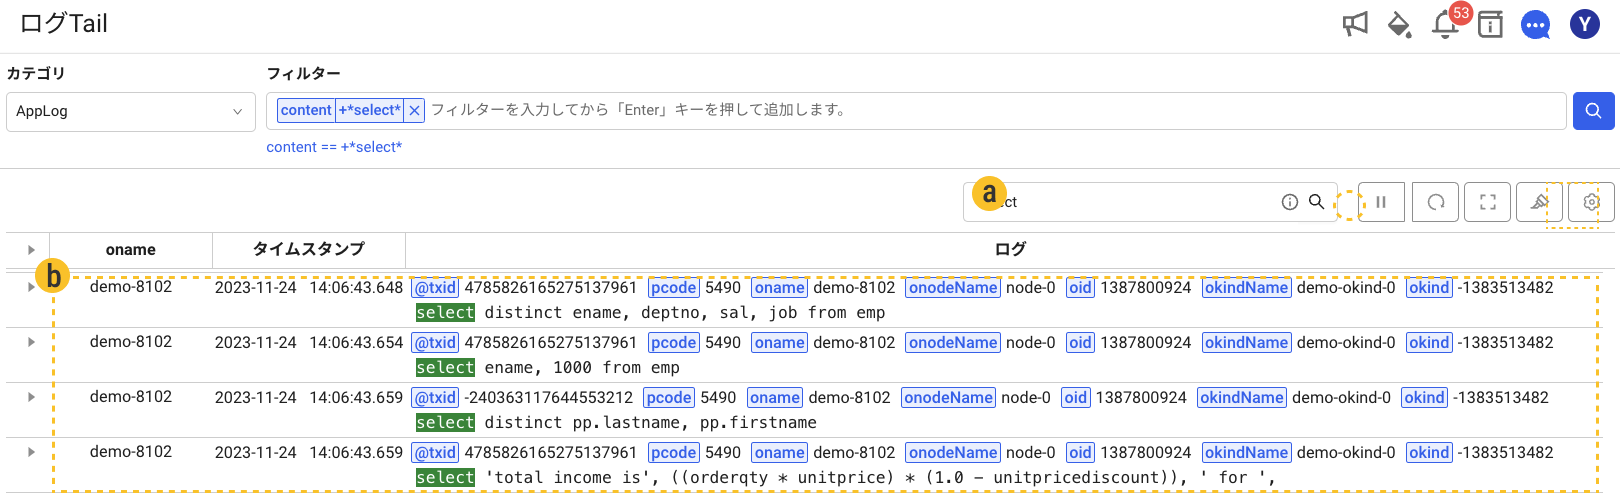 ログTail
53
Y
カテゴリ
フィルター
AppLog
content +*select* × フィルターを入力してから「Enter」キーを押して追加します。
content == +*select*
a ct
oname タイムスタンプ ログ
b
demo-8102 2023-11-24 14:06:43.648 @txid 4785826165275137961 pcode 5490 oname demo-8102 onodeName node-0 oid 1387800924 okindName demo-okind-0 okind -1383513482
select distinct ename, deptno, sal, job from emp
demo-8102 2023-11-24 14:06:43.654 @txid 4785826165275137961 pcode 5490 oname demo-8102 onodeName node-0 oid 1387800924 okindName demo-okind-0 okind -1383513482
select ename, 1000 from emp
demo-8102 2023-11-24 14:06:43.659 @txid -240363117644553212 pcode 5490 oname demo-8102 onodeName node-0 oid 1387800924 okindName demo-okind-0 okind -1383513482
select distinct pp.lastname, pp.firstname
demo-8102 2023-11-24 14:06:43.659 @txid 4785826165275137961 pcode 5490 oname demo-8102 onodeName node-0 oid 1387800924 okindName demo-okind-0 okind -1383513482
select 'total income is', ((orderqty * unitprice) * (1.0 - unitpricediscount)), ' for ',